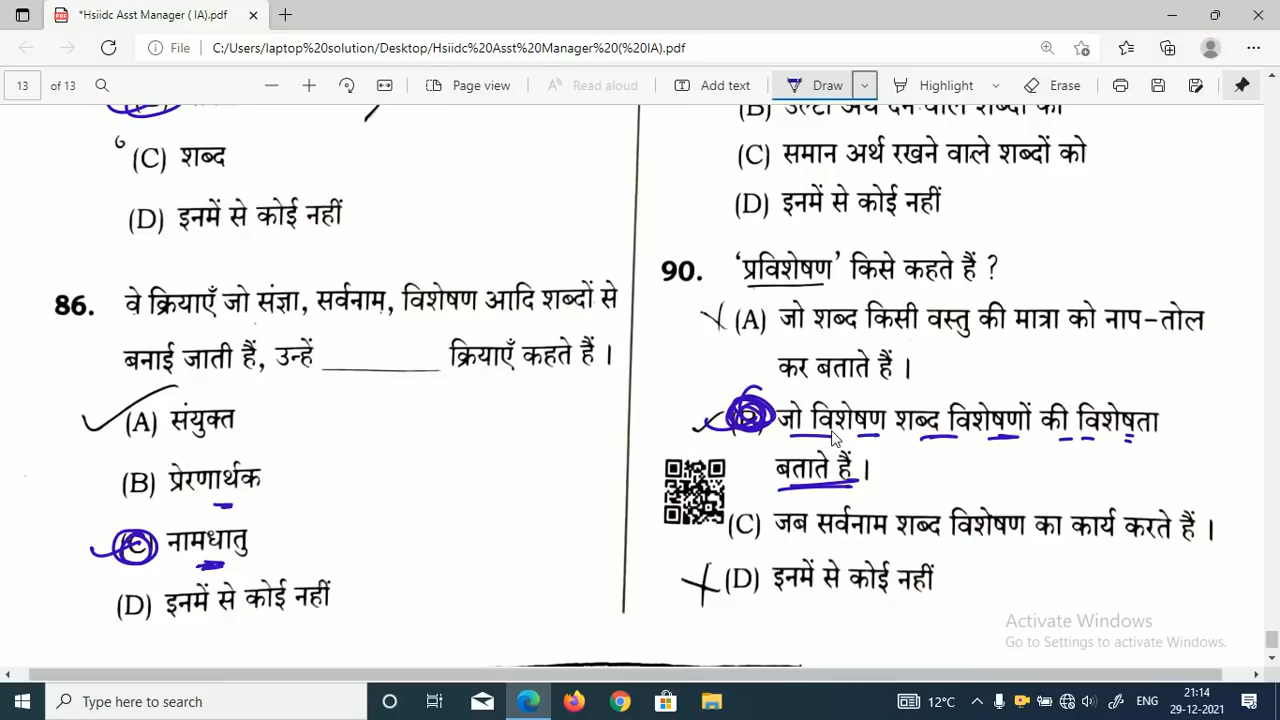 *Hsiidc Asst Manager ( IA).pdf
File
C:/Users/laptop%20solution/Desktop/Hsiidc%20Asst%20Manager%20(%20IA).pdf
13 of 13
Page view
Read aloud
Add text
Draw
Highlight
Erase
(C) शब्द
(D) इनमें से कोई नहीं
86. वे क्रियाएँ जो संज्ञा, सर्वनाम, विशेषण आदि शब्दों से
बनाई जाती हैं, उन्हें ________ क्रियाएँ कहते हैं ।
(A) संयुक्त
(B) प्रेरणार्थक
(C) नामधातु
(D) इनमें से कोई नहीं
(B) उल्टा अर्थ देने वाले शब्दों को
(C) समान अर्थ रखने वाले शब्दों को
(D) इनमें से कोई नहीं
90. ‘प्रविशेषण’ किसे कहते हैं ?
(A) जो शब्द किसी वस्तु की मात्रा को नाप-तोल
कर बताते हैं ।
(B) जो विशेषण शब्द विशेषणों की विशेषता
बताते हैं ।
(C) जब सर्वनाम शब्द विशेषण का कार्य करते हैं ।
(D) इनमें से कोई नहीं
Activate Windows
Go to Settings to activate Windows.
Type here to search
12°C
ENG
21:14
29-12-2021